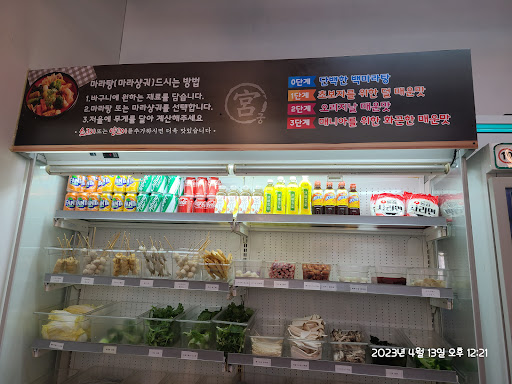 마라탕(마라샹궈)드시는 방법
1.바구니에 원하는 재료를 담습니다.
2.마라탕 또는 마라샹궈를 선택합니다.
3.저울에 무게를 달아 계산해주세요
宮
0단계 담백한 백마라탕
1단계 초보자를 위한 덜 매운맛
2단계 오리지날 매운맛
3단계 매니아를 위한 화끈한 매운맛
사리면
2023년 4월 13일 오후 12:21